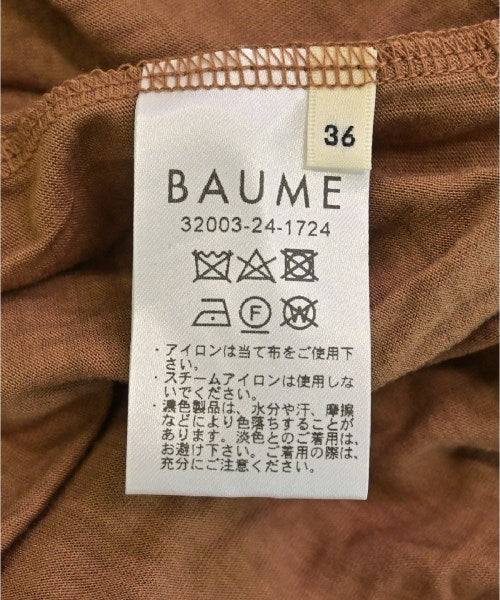 36
BAUME
32003-24-1724
F W
・アイロンは当て布をご使用下
さい。
・スチームアイロンは使用しな
いでください。
・濃色製品は、水分や汗、摩擦
などにより色落ちすることが
あります。淡色とのご着用は、
お避け下さい。ご着用の際は、
充分にご注意ください。